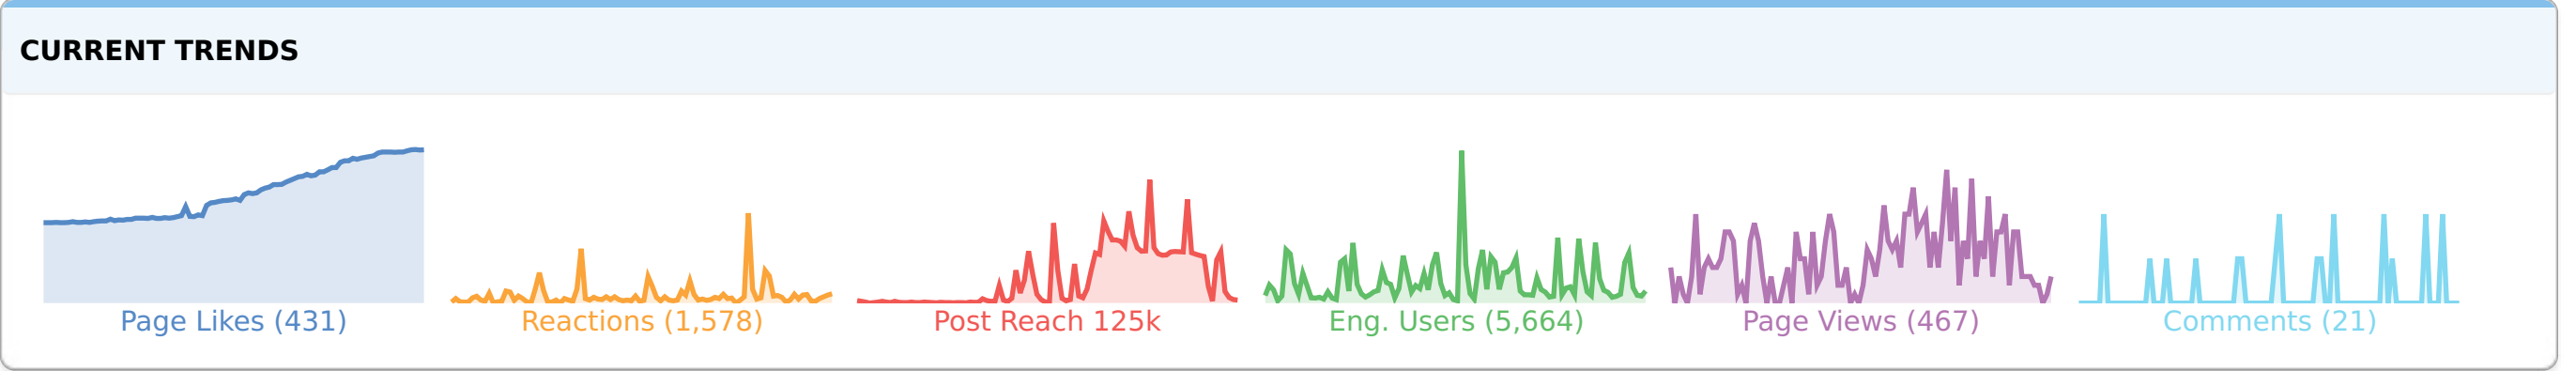 CURRENT TRENDS
Page Likes (431)
Reactions (1,578)
Post Reach 125k
Eng. Users (5,664)
Page Views (467)
Comments (21)